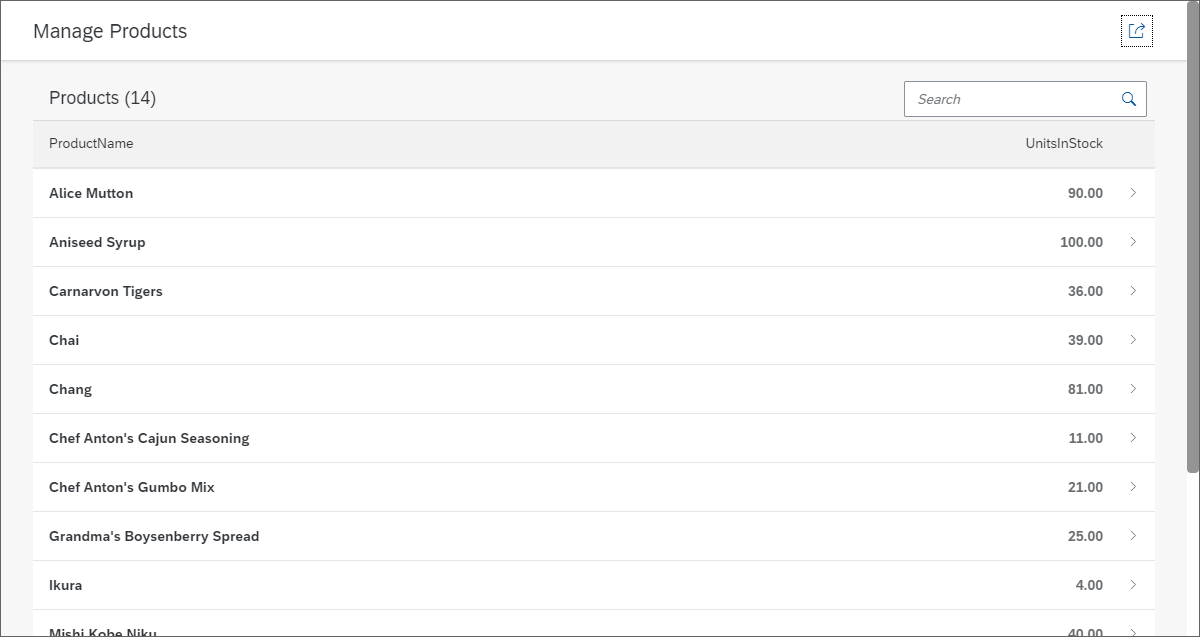 Manage Products
Products (14)
Search
ProductName UnitsInStock
Alice Mutton 90.00
Aniseed Syrup 100.00
Carnarvon Tigers 36.00
Chai 39.00
Chang 81.00
Chef Anton's Cajun Seasoning 11.00
Chef Anton's Gumbo Mix 21.00
Grandma's Boysenberry Spread 25.00
Ikura 4.00
Mishi Kobe Niku 40.00